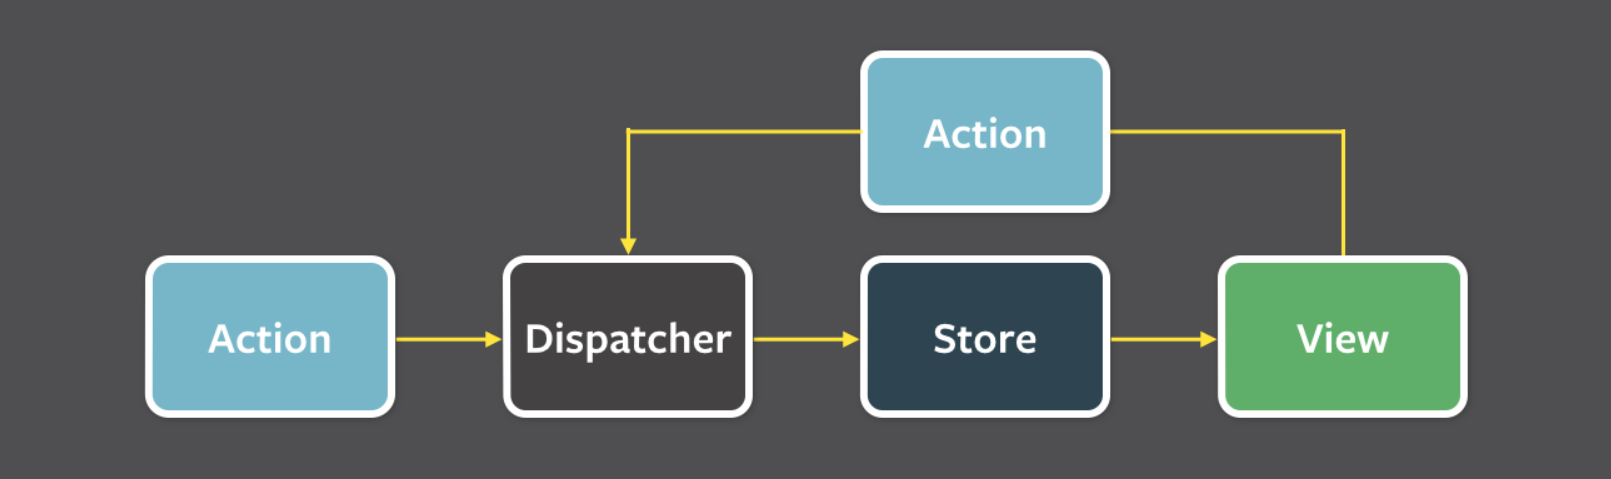 Action
Action
Dispatcher
Store
View